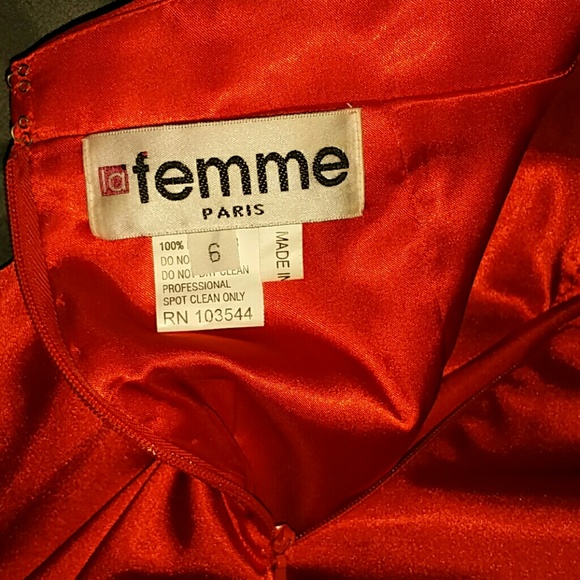 la femme
PARIS
100%
6
DO NO
DO NOT DRY CLEAN
PROFESSIONAL
SPOT CLEAN ONLY
RN 103544
MADE IN